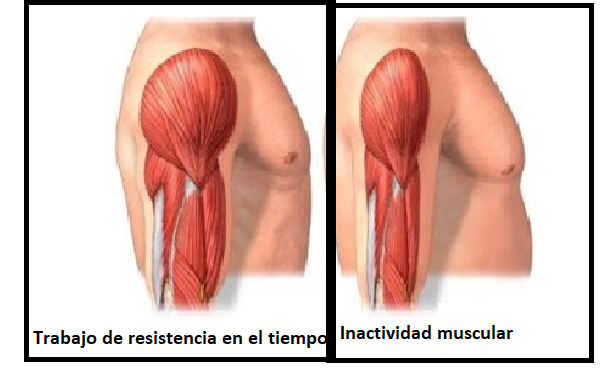 Trabajo de resistencia en el tiempo
Inactividad muscular